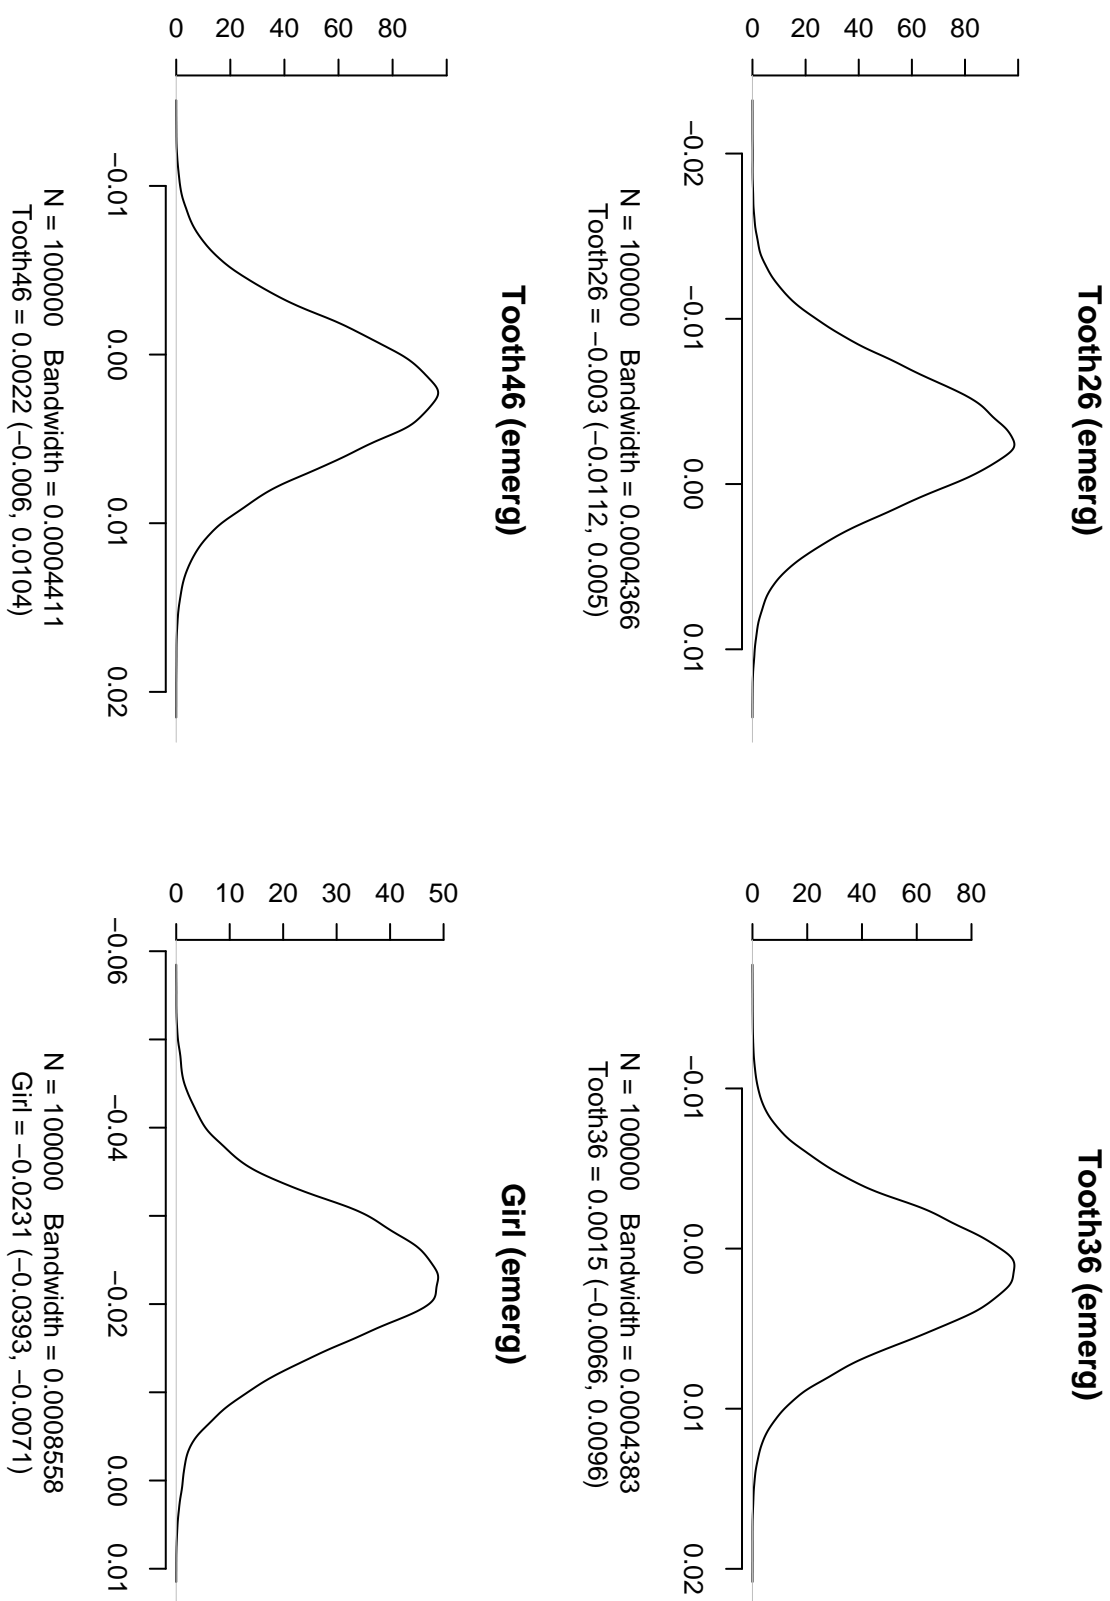 Tooth26 (emerg)
0 20 40 60 80
−0.02 −0.01 0.00 0.01
N = 100000 Bandwidth = 0.0004366
Tooth26 = −0.003 (−0.0112, 0.005)
Tooth36 (emerg)
0 20 40 60 80
−0.01 0.00 0.01 0.02
N = 100000 Bandwidth = 0.0004383
Tooth36 = 0.0015 (−0.0066, 0.0096)
Tooth46 (emerg)
0 20 40 60 80
−0.01 0.00 0.01 0.02
N = 100000 Bandwidth = 0.0004411
Tooth46 = 0.0022 (−0.006, 0.0104)
Girl (emerg)
0 10 20 30 40 50
−0.06 −0.04 −0.02 0.00 0.01
N = 100000 Bandwidth = 0.0008558
Girl = −0.0231 (−0.0393, −0.0071)